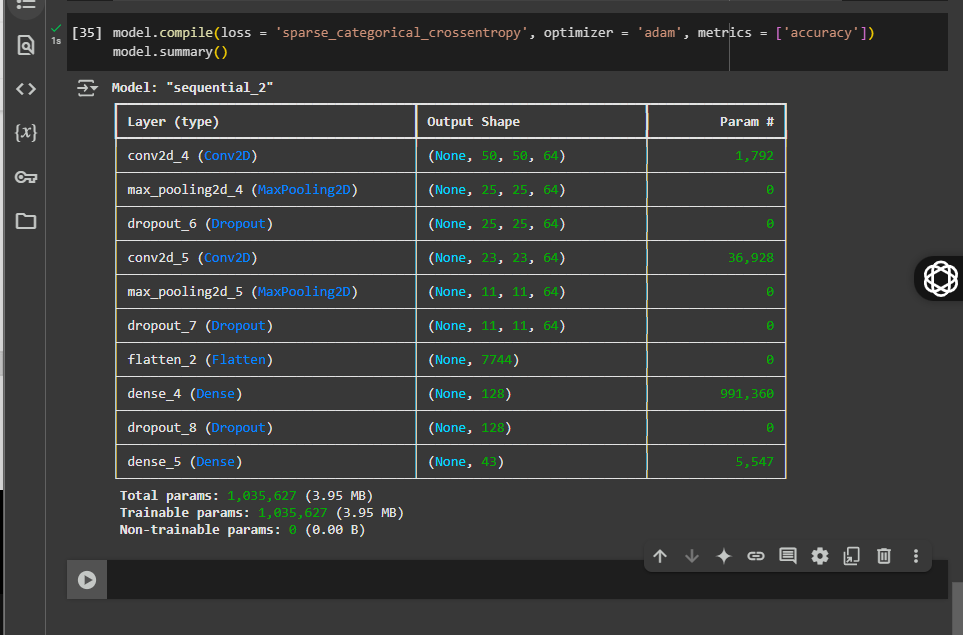 [35] model.compile(loss = 'sparse_categorical_crossentropy', optimizer = 'adam', metrics = ['accuracy'])
1s
model.summary()
Model: "sequential_2"
Layer (type) Output Shape Param #
conv2d_4 (Conv2D) (None, 50, 50, 64) 1,792
max_pooling2d_4 (MaxPooling2D) (None, 25, 25, 64) 0
dropout_6 (Dropout) (None, 25, 25, 64) 0
conv2d_5 (Conv2D) (None, 23, 23, 64) 36,928
max_pooling2d_5 (MaxPooling2D) (None, 11, 11, 64) 0
dropout_7 (Dropout) (None, 11, 11, 64) 0
flatten_2 (Flatten) (None, 7744) 0
dense_4 (Dense) (None, 128) 991,360
dropout_8 (Dropout) (None, 128) 0
dense_5 (Dense) (None, 43) 5,547
Total params: 1,035,627 (3.95 MB)
Trainable params: 1,035,627 (3.95 MB)
Non-trainable params: 0 (0.00 B)